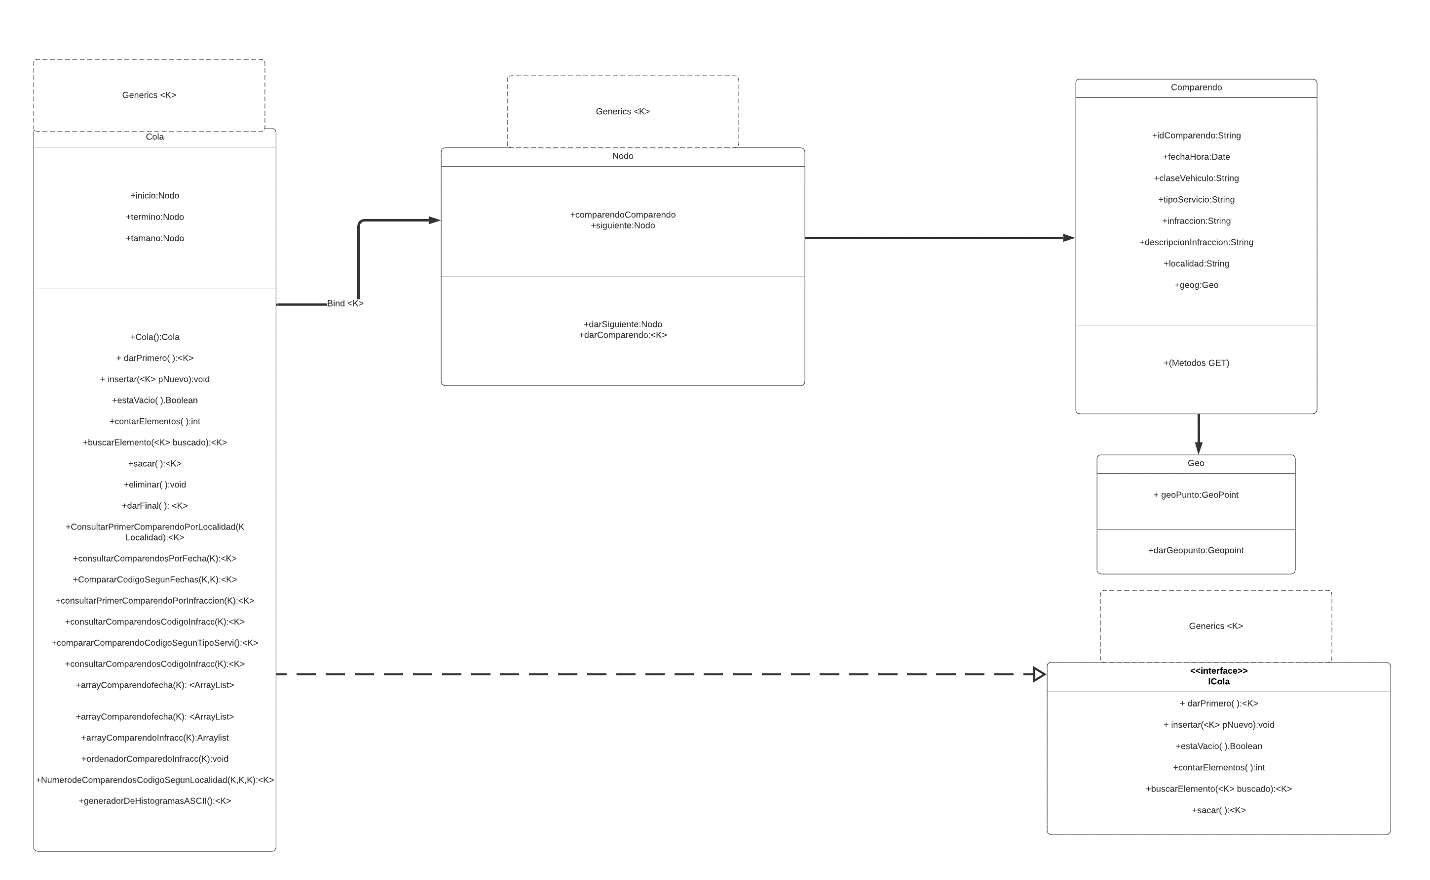 Generics <K>
Cola
+inicio:Nodo
+termino:Nodo
+tamano:Nodo
+Cola():Cola
+ darPrimero( ):<K>
+ insertar(<K> pNuevo):void
+estaVacio( ).Boolean
+contarElementos( ):int
+buscarElemento(<K> buscado):<K>
+sacar( ):<K>
+eliminar( ):void
+darFinal( ): <K>
+ConsultarPrimerComparendoPorLocalidad(K
Localidad):<K>
+consultarComparendosPorFecha(K):<K>
+CompararCodigoSegunFechas(K,K):<K>
+consultarPrimerComparendoPorInfraccion(K):<K>
+consultarComparendosCodigoInfracc(K):<K>
+compararComparendoCodigoSegunTipoServi():<K>
+consultarComparendosCodigoInfracc(K):<K>
+arrayComparendofecha(K): <ArrayList>
+arrayComparendofecha(K): <ArrayList>
+arrayComparendoInfracc(K):Arraylist
+ordenadorComparedoInfracc(K):void
+NumerodeComparendosCodigoSegunLocalidad(K,K,K):<K>
+generadorDeHistogramasASCII():<K>
Bind <K>
Generics <K>
Nodo
+comparendoComparendo
+siguiente:Nodo
+darSiguiente:Nodo
+darComparendo:<K>
Comparendo
+idComparendo:String
+fechaHora:Date
+claseVehiculo:String
+tipoServicio:String
+infraccion:String
+descripcionInfraccion:String
+localidad:String
+geog:Geo
+(Metodos GET)
Geo
+ geoPunto:GeoPoint
+darGeopunto:Geopoint
Generics <K>
<<interface>>
ICola
+ darPrimero( ):<K>
+ insertar(<K> pNuevo):void
+estaVacio( ).Boolean
+contarElementos( ):int
+buscarElemento(<K> buscado):<K>
+sacar( ):<K>